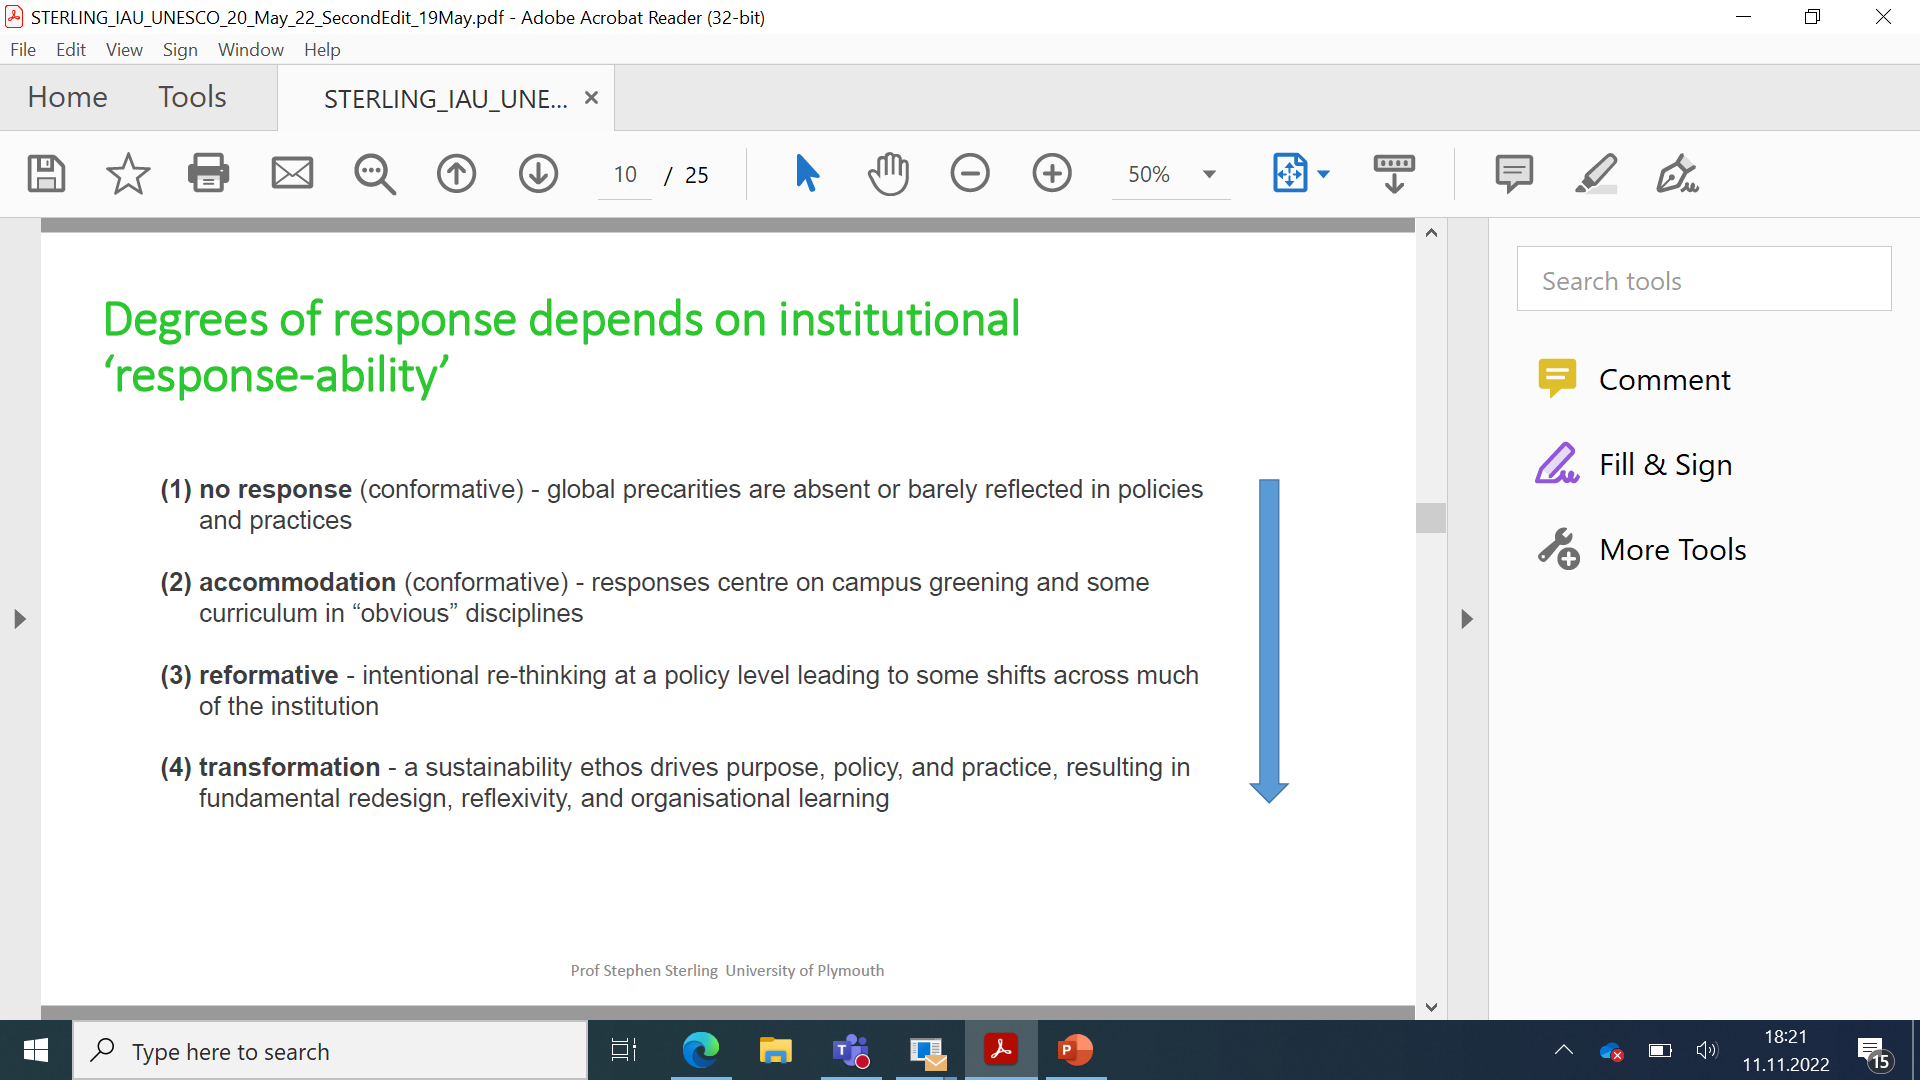 STERLING_IAU_UNESCO_20_May_22_SecondEdit_19May.pdf - Adobe Acrobat Reader (32-bit)
File Edit View Sign Window Help
Home Tools STERLING_IAU_UNE...
10 / 25 50%
Degrees of response depends on institutional
‘response-ability’
(1) no response (conformative) - global precarities are absent or barely reflected in policies
and practices
(2) accommodation (conformative) - responses centre on campus greening and some
curriculum in “obvious” disciplines
(3) reformative - intentional re-thinking at a policy level leading to some shifts across much
of the institution
(4) transformation - a sustainability ethos drives purpose, policy, and practice, resulting in
fundamental redesign, reflexivity, and organisational learning
Prof Stephen Sterling University of Plymouth
Search tools
Comment
Fill & Sign
More Tools
Type here to search
T
P
18:21
11.11.2022
15